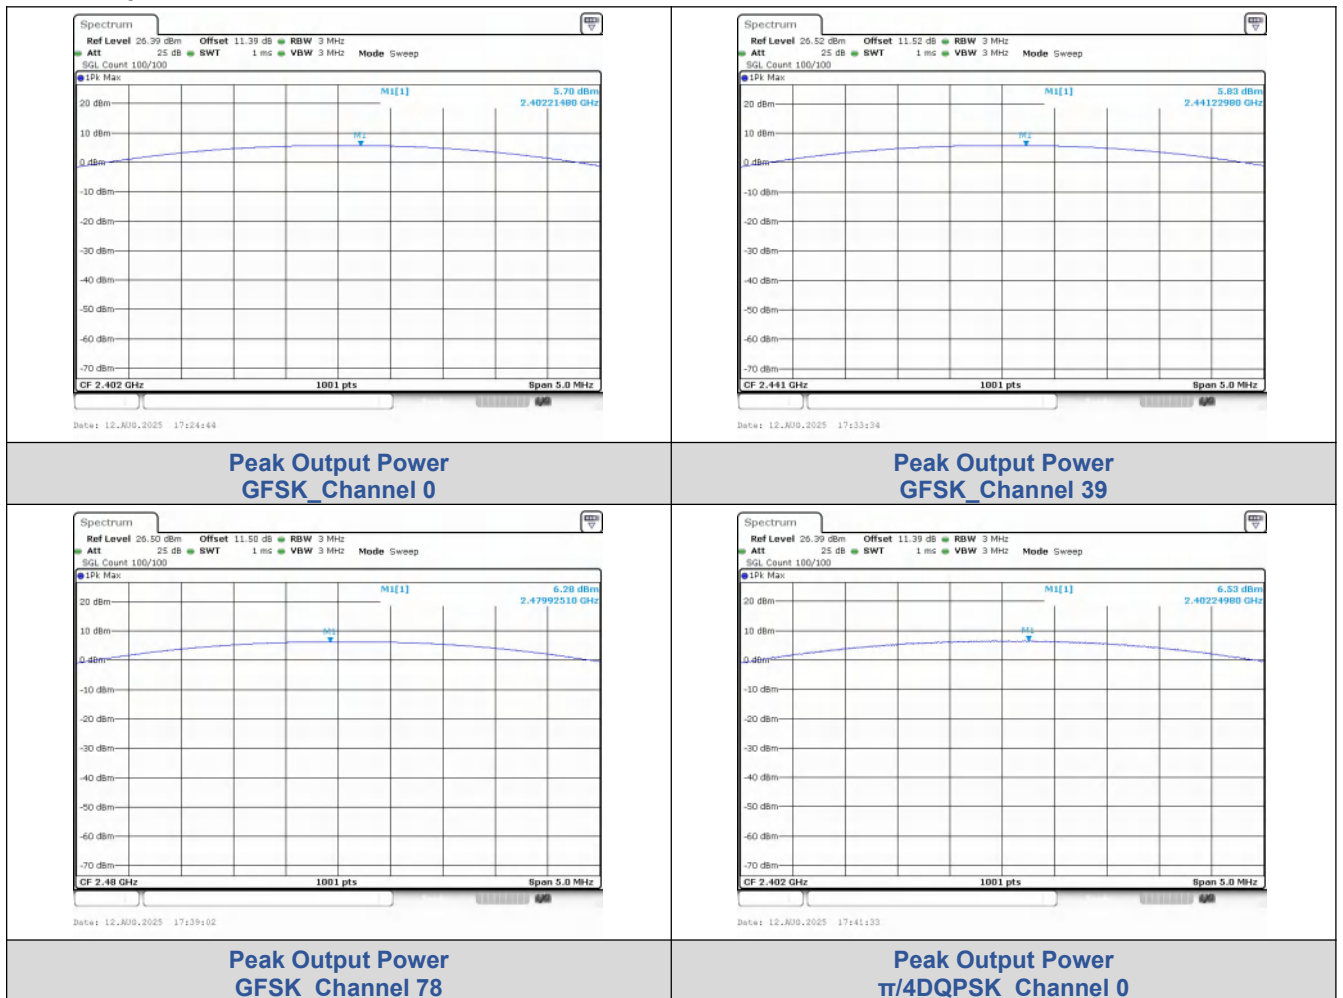 Spectrum
Ref Level 26.39 dBm Offset 11.39 dB RBW 3 MHz
Att 25 dB SWT 1 ms VBW 3 MHz Mode Sweep
SGL Count 100/100
1Pk Max
M1[1] 5.70 dBm
2.40221480 GHz
20 dBm
10 dBm
M1
0 dBm
-10 dBm
-20 dBm
-30 dBm
-40 dBm
-50 dBm
-60 dBm
-70 dBm
CF 2.402 GHz 1001 pts Span 5.0 MHz
Date: 12.AUG.2025 17:24:44
Peak Output Power
GFSK_Channel 0
Spectrum
Ref Level 26.52 dBm Offset 11.52 dB RBW 3 MHz
Att 25 dB SWT 1 ms VBW 3 MHz Mode Sweep
SGL Count 100/100
1Pk Max
M1[1] 5.83 dBm
2.44122980 GHz
20 dBm
10 dBm
M1
0 dBm
-10 dBm
-20 dBm
-30 dBm
-40 dBm
-50 dBm
-60 dBm
-70 dBm
CF 2.441 GHz 1001 pts Span 5.0 MHz
Date: 12.AUG.2025 17:33:34
Peak Output Power
GFSK_Channel 39
Spectrum
Ref Level 26.50 dBm Offset 11.50 dB RBW 3 MHz
Att 25 dB SWT 1 ms VBW 3 MHz Mode Sweep
SGL Count 100/100
1Pk Max
M1[1] 6.28 dBm
2.47992510 GHz
20 dBm
10 dBm
M1
0 dBm
-10 dBm
-20 dBm
-30 dBm
-40 dBm
-50 dBm
-60 dBm
-70 dBm
CF 2.48 GHz 1001 pts Span 5.0 MHz
Date: 12.AUG.2025 17:39:02
Peak Output Power
GFSK_Channel 78
Spectrum
Ref Level 26.39 dBm Offset 11.39 dB RBW 3 MHz
Att 25 dB SWT 1 ms VBW 3 MHz Mode Sweep
SGL Count 100/100
1Pk Max
M1[1] 6.53 dBm
2.40224980 GHz
20 dBm
10 dBm
M1
0 dBm
-10 dBm
-20 dBm
-30 dBm
-40 dBm
-50 dBm
-60 dBm
-70 dBm
CF 2.402 GHz 1001 pts Span 5.0 MHz
Date: 12.AUG.2025 17:41:33
Peak Output Power
π/4DQPSK_Channel 0